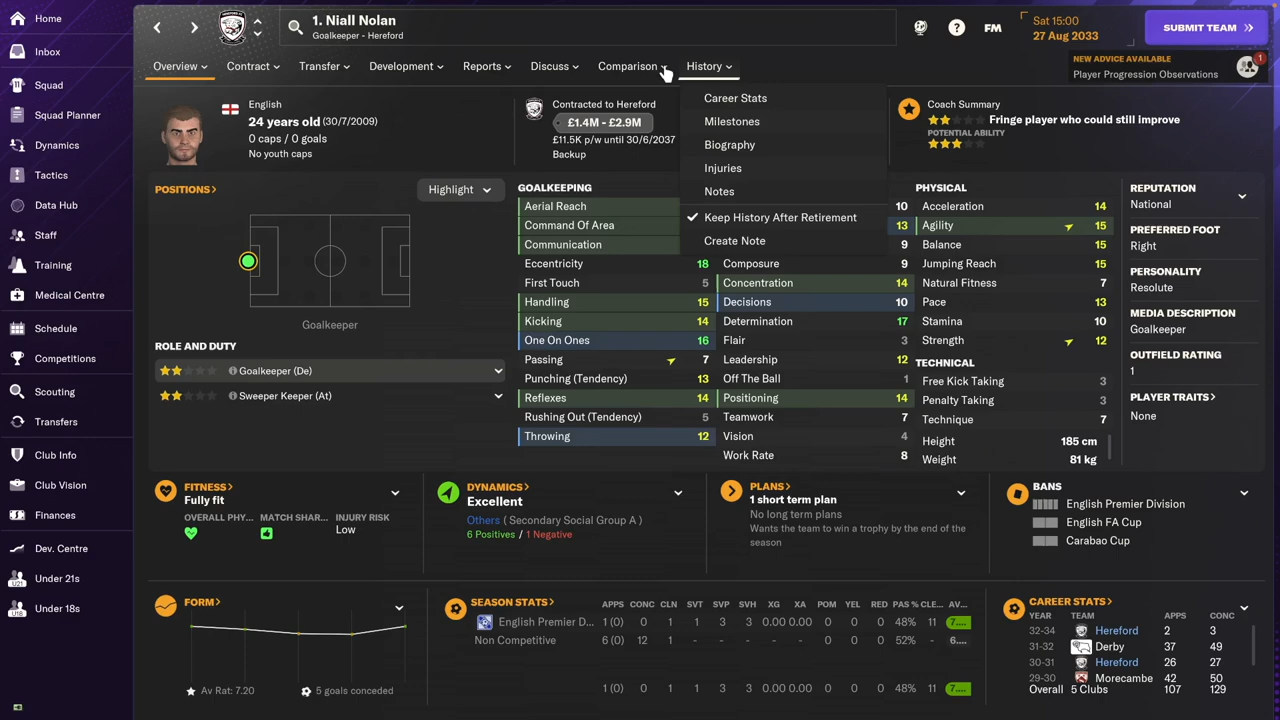 Home
Inbox
Squad
Squad Planner
Dynamics
Tactics
Data Hub
Staff
Training
Medical Centre
Schedule
Competitions
Scouting
Transfers
Club Info
Club Vision
Finances
Dev. Centre
U21
Under 21s
U18
Under 18s
1. Niall Nolan
Goalkeeper - Hereford
?
FM
Sat 15:00
27 Aug 2033
SUBMIT TEAM
Overview
Contract
Transfer
Development
Reports
Discuss
Comparison
History
NEW ADVICE AVAILABLE
Player Progression Observations
1
Career Stats
Milestones
Biography
Injuries
Notes
Keep History After Retirement
Create Note
English
24 years old (30/7/2009)
0 caps / 0 goals
No youth caps
Contracted to Hereford
£1.4M - £2.9M
£11.5K p/w until 30/6/2037
Backup
Coach Summary
Fringe player who could still improve
POTENTIAL ABILITY
POSITIONS
Highlight
Goalkeeper
ROLE AND DUTY
Goalkeeper (De)
Sweeper Keeper (At)
GOALKEEPING
Aerial Reach
Command Of Area
Communication
Eccentricity 18
First Touch 5
Handling 15
Kicking 14
One On Ones 16
Passing 7
Punching (Tendency) 13
Reflexes 14
Rushing Out (Tendency) 5
Throwing 12
10
13
9
Composure 9
Concentration 14
Decisions 10
Determination 17
Flair 3
Leadership 12
Off The Ball 1
Positioning 14
Teamwork 7
Vision 4
Work Rate 8
PHYSICAL
Acceleration 14
Agility 15
Balance 15
Jumping Reach 15
Natural Fitness 7
Pace 13
Stamina 10
Strength 12
TECHNICAL
Free Kick Taking 3
Penalty Taking 3
Technique 7
Height 185 cm
Weight 81 kg
REPUTATION
National
PREFERRED FOOT
Right
PERSONALITY
Resolute
MEDIA DESCRIPTION
Goalkeeper
OUTFIELD RATING
1
PLAYER TRAITS
None
FITNESS
Fully fit
OVERALL PHY...
MATCH SHAR...
INJURY RISK
Low
DYNAMICS
Excellent
Others ( Secondary Social Group A )
6 Positives / 1 Negative
PLANS
1 short term plan
No long term plans
Wants the team to win a trophy by the end of the
season
BANS
English Premier Division
English FA Cup
Carabao Cup
FORM
Av Rat: 7.20
5 goals conceded
SEASON STATS
APPS CONC CLN SVT SVP SVH XG XA POM YEL RED PAS % CLE... AV...
English Premier D... 1 (0) 0 1 1 3 3 0.00 0.00 0 0 0 48% 11 7....
Non Competitive 6 (0) 12 1 - - - - - - - - 52% - 6....
1 (0) 0 1 1 3 3 0.00 0.00 0 0 0 48% 11 7....
CAREER STATS
YEAR TEAM APPS CONC
32-34 Hereford 2 3
31-32 Derby 37 49
30-31 Hereford 26 27
29-30 Morecambe 42 50
Overall 5 Clubs 107 129